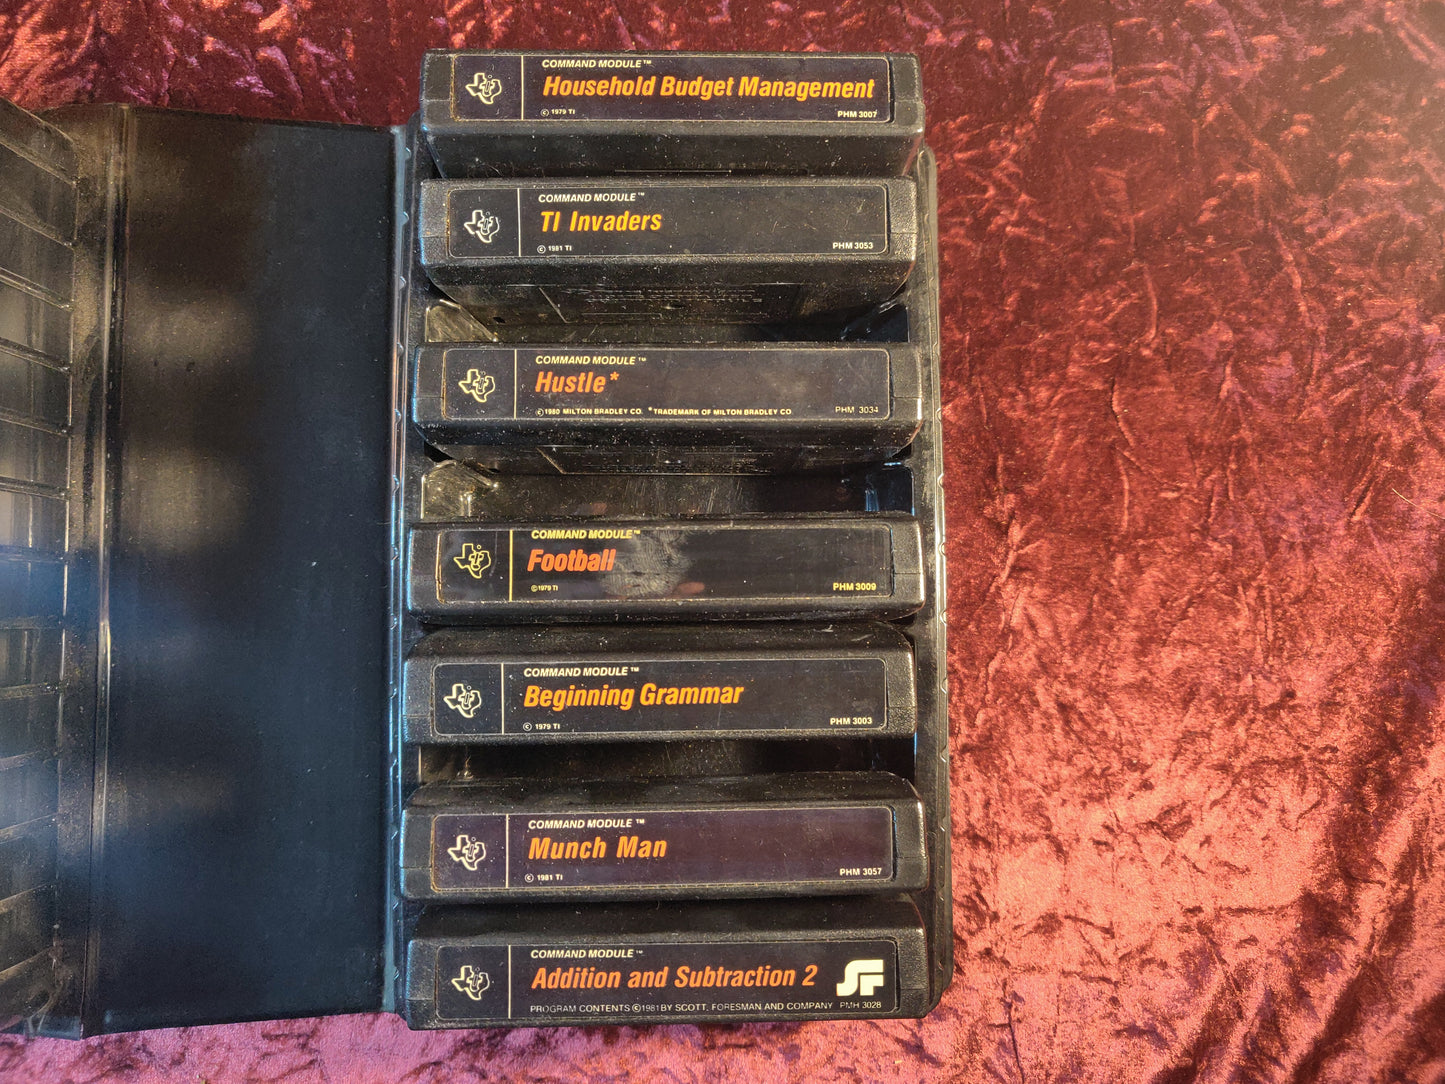 COMMAND MODULE™
Household Budget Management
© 1979 TI PHM 3007
COMMAND MODULE™
TI Invaders
© 1981 TI PHM 3053
COMMAND MODULE™
Hustle*
© 1980 MILTON BRADLEY CO. *TRADEMARK OF MILTON BRADLEY CO. PHM 3034
COMMAND MODULE™
Football
© 1979 TI PHM 3009
COMMAND MODULE™
Beginning Grammar
© 1979 TI PHM 3003
COMMAND MODULE™
Munch Man
© 1981 TI PHM 3057
COMMAND MODULE™
Addition and Subtraction 2
SF
PROGRAM CONTENTS © 1981 BY SCOTT, FORESMAN AND COMPANY PMH 3028